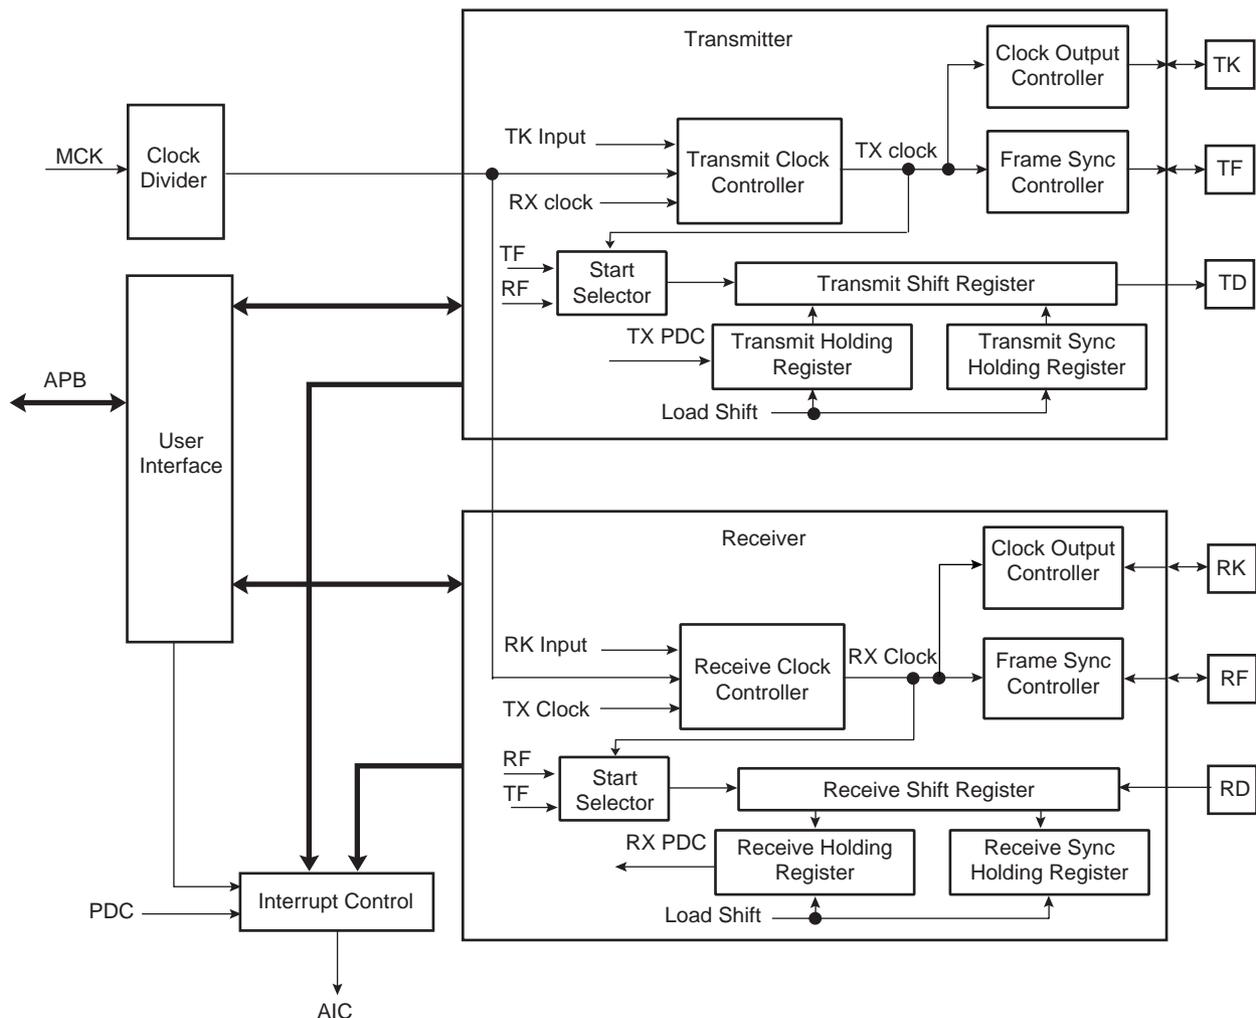 Transmitter
Clock Output
Controller
TK
MCK
Clock
Divider
TK Input
RX clock
Transmit Clock
Controller
TX clock
Frame Sync
Controller
TF
TF
RF
Start
Selector
Transmit Shift Register
TD
TX PDC
Transmit Holding
Register
Transmit Sync
Holding Register
Load Shift
APB
User
Interface
Receiver
Clock Output
Controller
RK
RK Input
TX Clock
Receive Clock
Controller
RX Clock
Frame Sync
Controller
RF
RF
TF
Start
Selector
Receive Shift Register
RD
RX PDC
Receive Holding
Register
Receive Sync
Holding Register
Load Shift
PDC
Interrupt Control
AIC